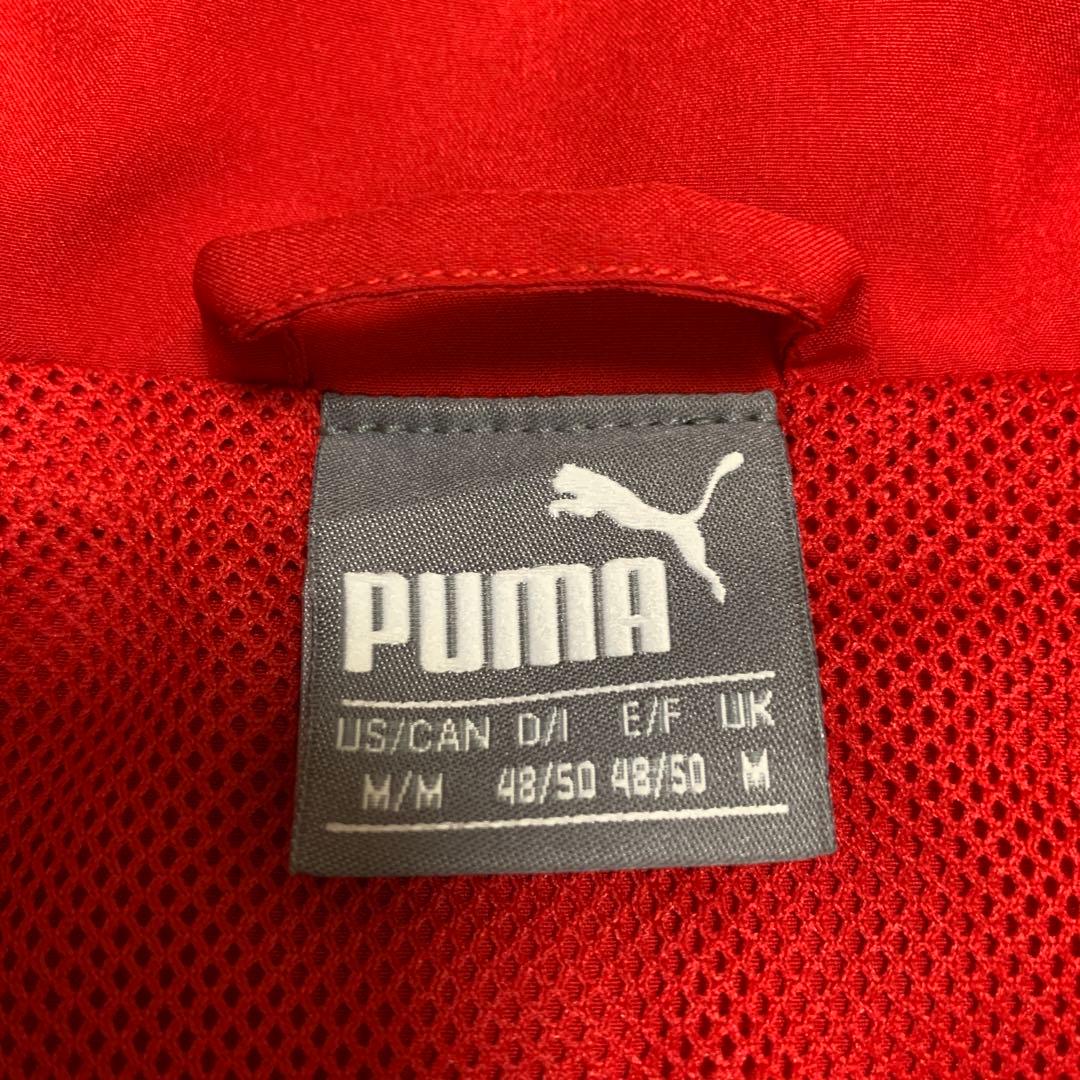 PUMA
US/CAN D/I E/F UK
M/M 48/50 48/50 M